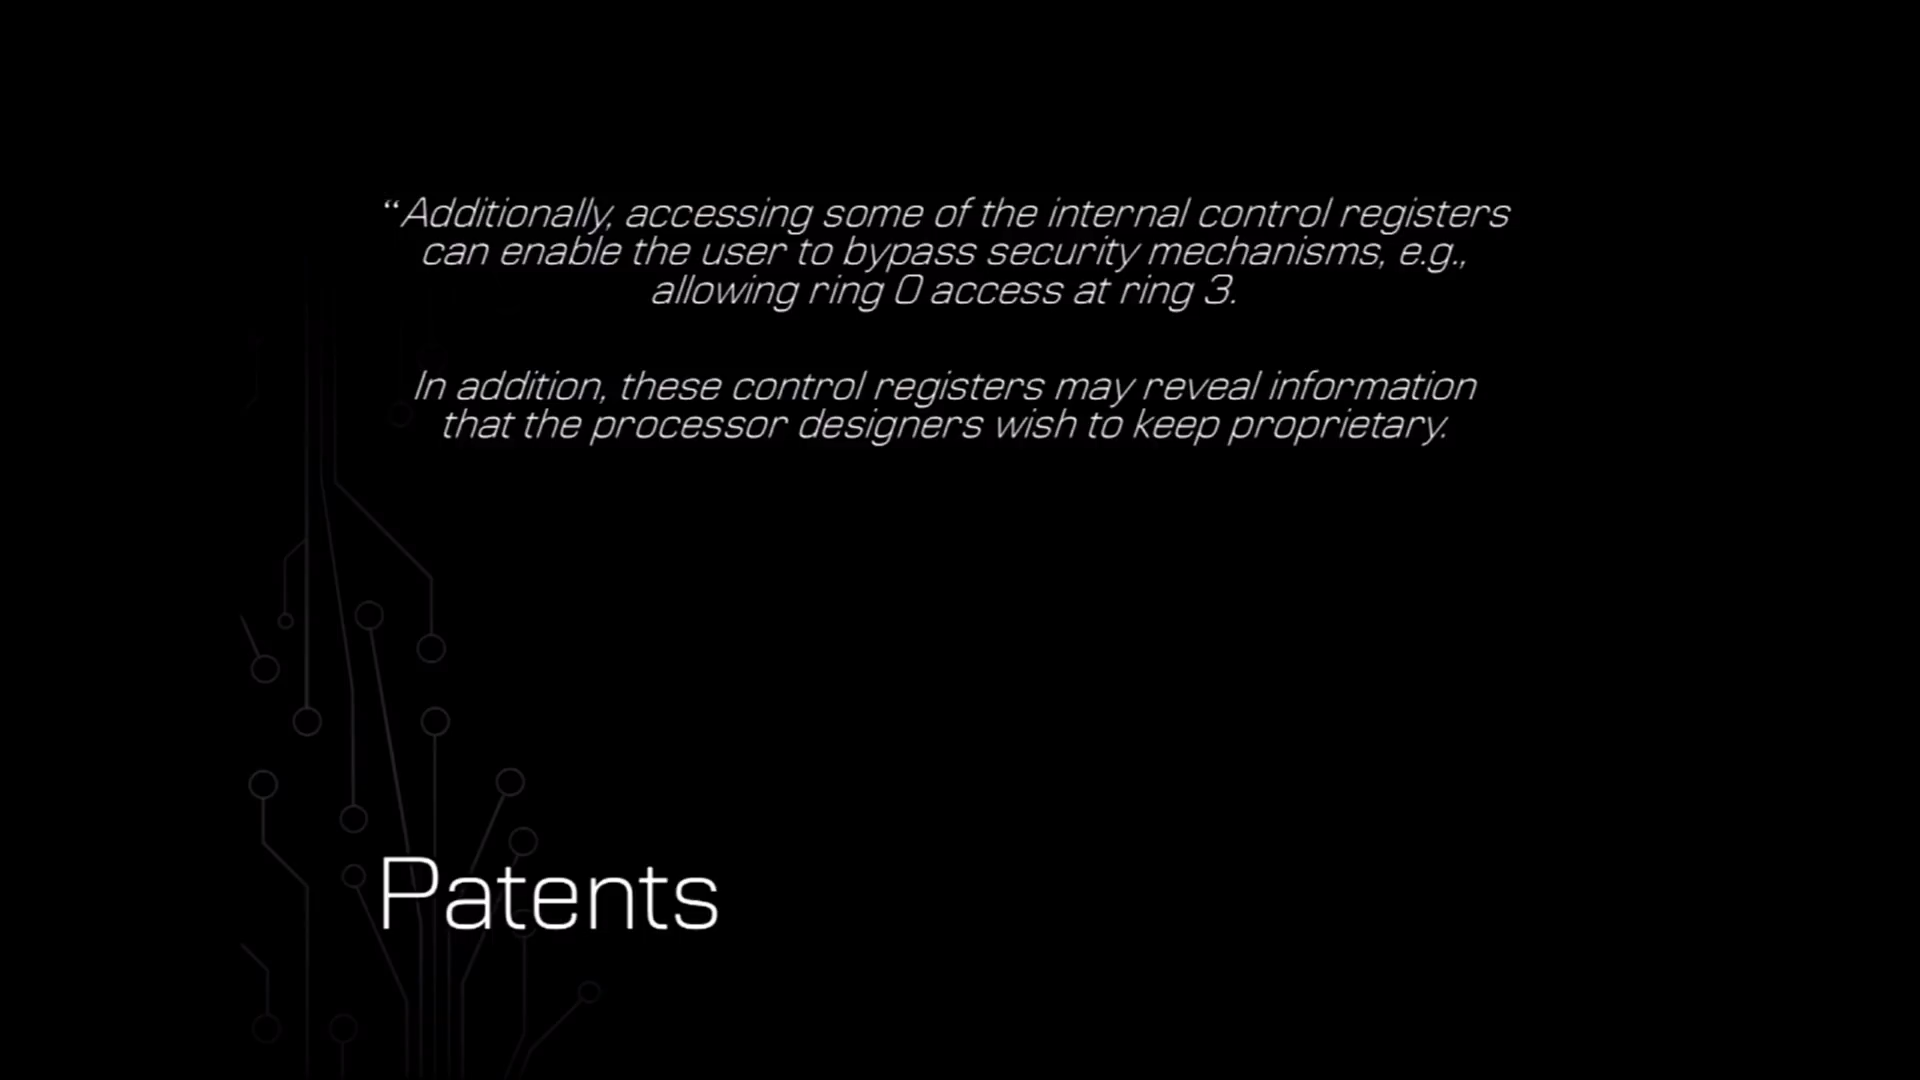 “Additionally, accessing some of the internal control registers
can enable the user to bypass security mechanisms, e.g.,
allowing ring 0 access at ring 3.
In addition, these control registers may reveal information
that the processor designers wish to keep proprietary.
Patents